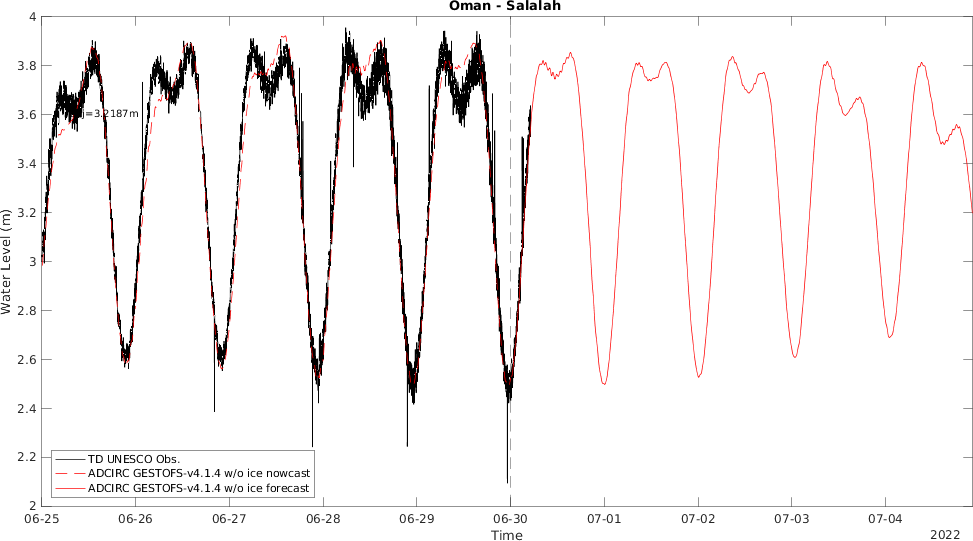 Oman - Salalah
4
3.8
3.6
3.4
3.2
3
2.8
2.6
2.4
2.2
2
Water Level (m)
=3.2187m
TD UNESCO Obs.
ADCIRC GESTOFS-v4.1.4 w/o ice nowcast
ADCIRC GESTOFS-v4.1.4 w/o ice forecast
06-25 06-26 06-27 06-28 06-29 06-30 07-01 07-02 07-03 07-04
Time
2022